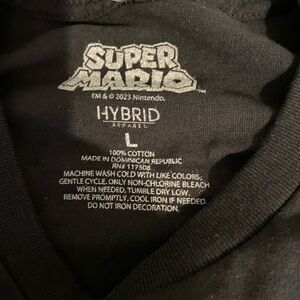 SUPER
MARIO
TM & © 2023 Nintendo.
HYBRID
APPAREL
L
100% COTTON
MADE IN DOMINICAN REPUBLIC
RN# 117508
MACHINE WASH COLD WITH LIKE COLORS,
GENTLE CYCLE. ONLY NON-CHLORINE BLEACH
WHEN NEEDED. TUMBLE DRY LOW.
REMOVE PROMPTLY. COOL IRON IF NEEDED.
DO NOT IRON DECORATION.